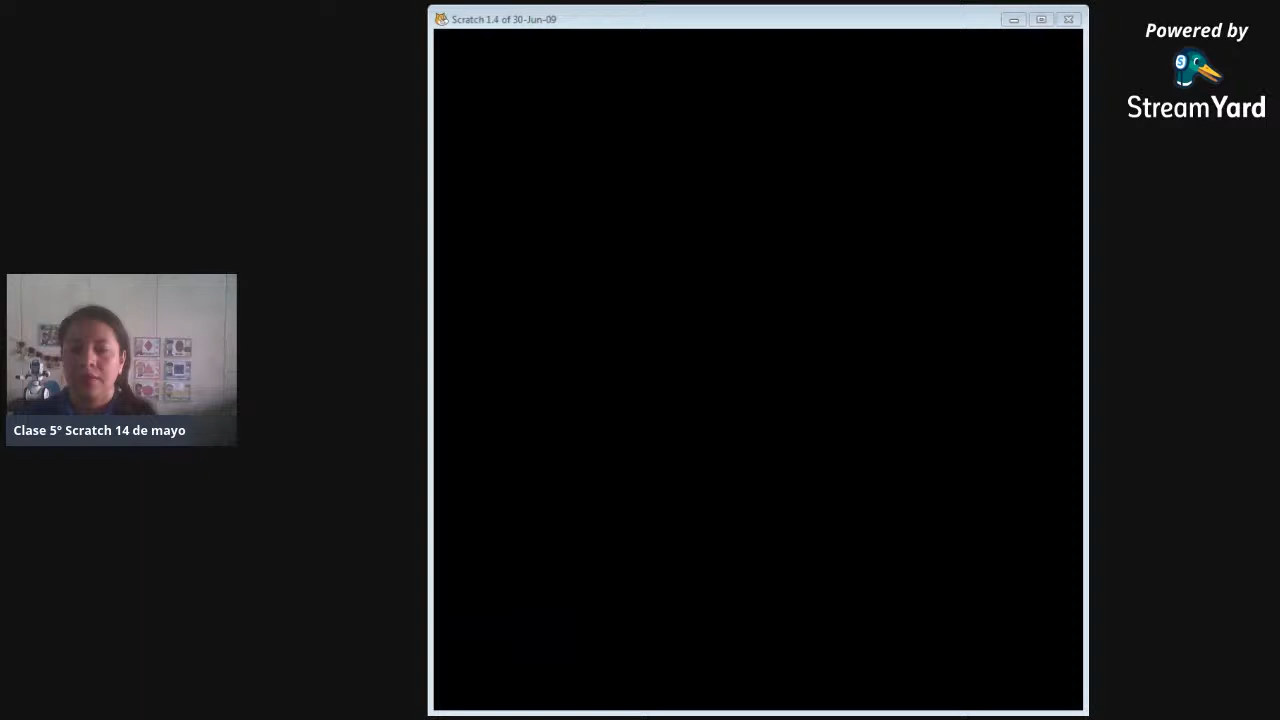 Scratch 1.4 of 30-Jun-09
Powered by
S
StreamYard
Clase 5° Scratch 14 de mayo